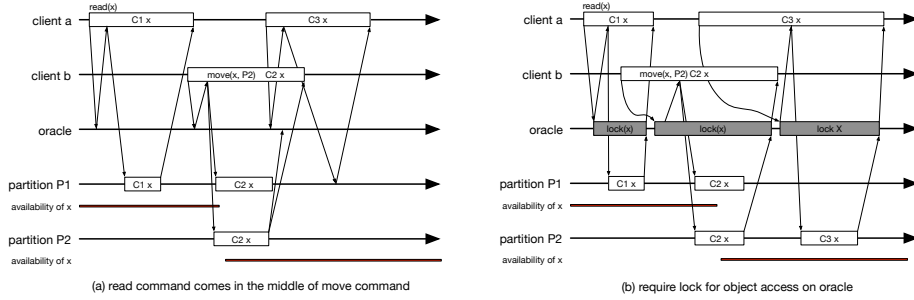 read(x)
client a
C1 x
C3 x
client b
move(x, P2) C2 x
oracle
partition P1
C1 x
C2 x
availability of x
partition P2
C2 x
availability of x
(a) read command comes in the middle of move command
read(x)
client a
C1 x
C3 x
client b
move(x, P2) C2 x
oracle
lock(x)
lock(x)
lock X
partition P1
C1 x
C2 x
availability of x
partition P2
C2 x
C3 x
availability of x
(b) require lock for object access on oracle